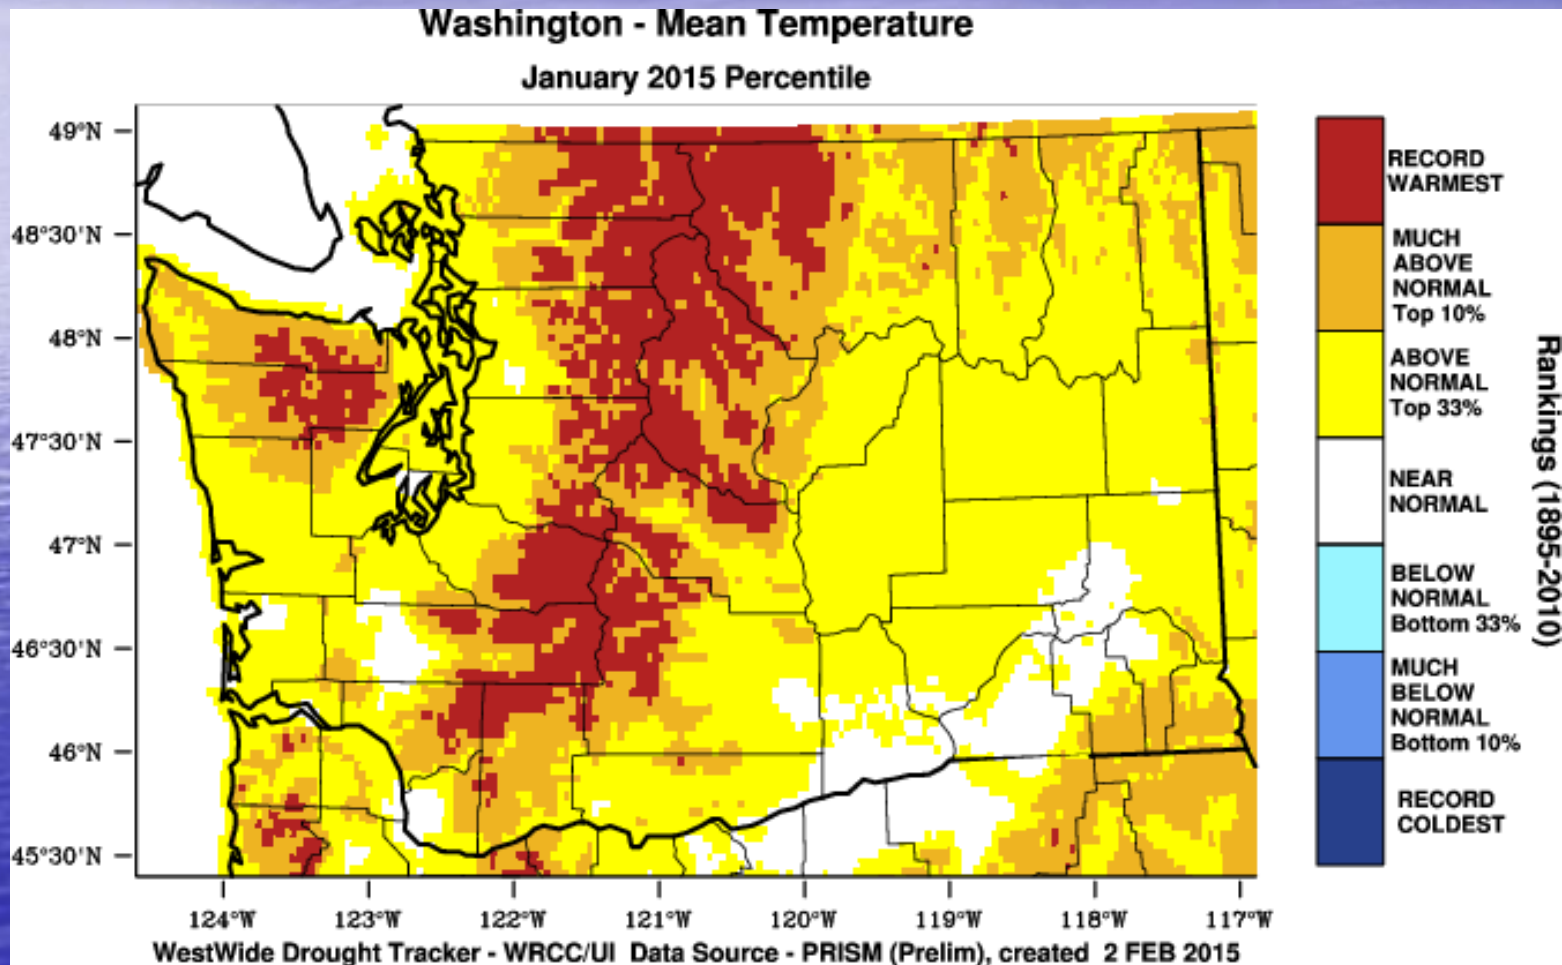 Washington - Mean Temperature
January 2015 Percentile
49°N
48°30'N
48°N
47°30'N
47°N
46°30'N
46°N
45°30'N
124°W
123°W
122°W
121°W
120°W
119°W
118°W
117°W
RECORD
WARMEST
MUCH
ABOVE
NORMAL
Top 10%
ABOVE
NORMAL
Top 33%
NEAR
NORMAL
BELOW
NORMAL
Bottom 33%
MUCH
BELOW
NORMAL
Bottom 10%
RECORD
COLDEST
Rankings (1895-2010)
WestWide Drought Tracker - WRCC/UI Data Source - PRISM (Prelim), created 2 FEB 2015